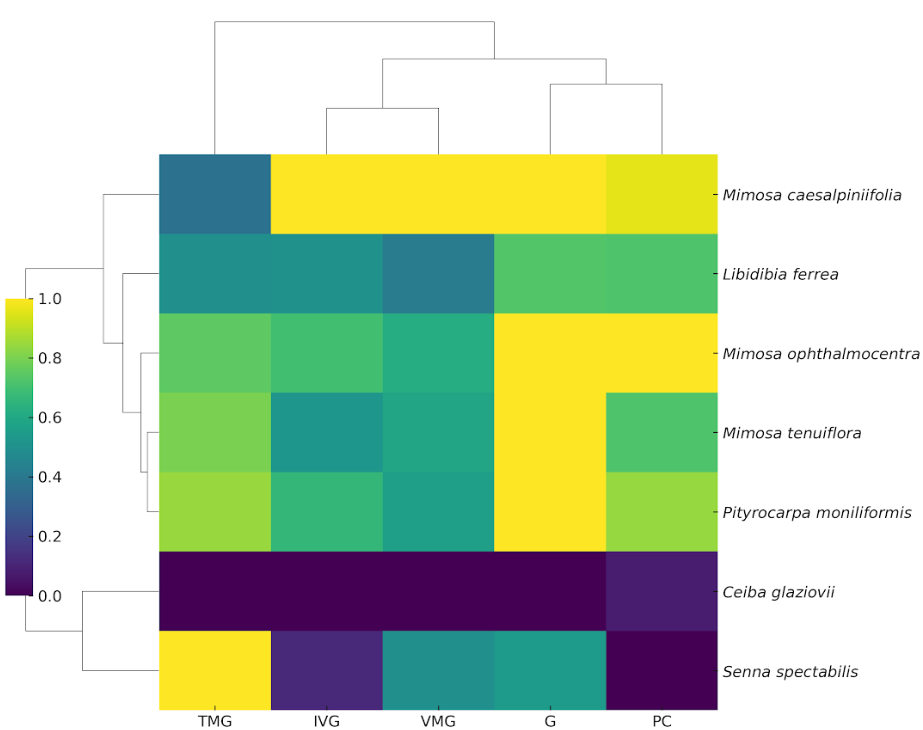 Mimosa caesalpiniifolia
Libidibia ferrea
1.0
Mimosa ophthalmocentra
0.8
0.6
Mimosa tenuiflora
0.4
Pityrocarpa moniliformis
0.2
0.0
Ceiba glaziovii
Senna spectabilis
TMG IVG VMG G PC